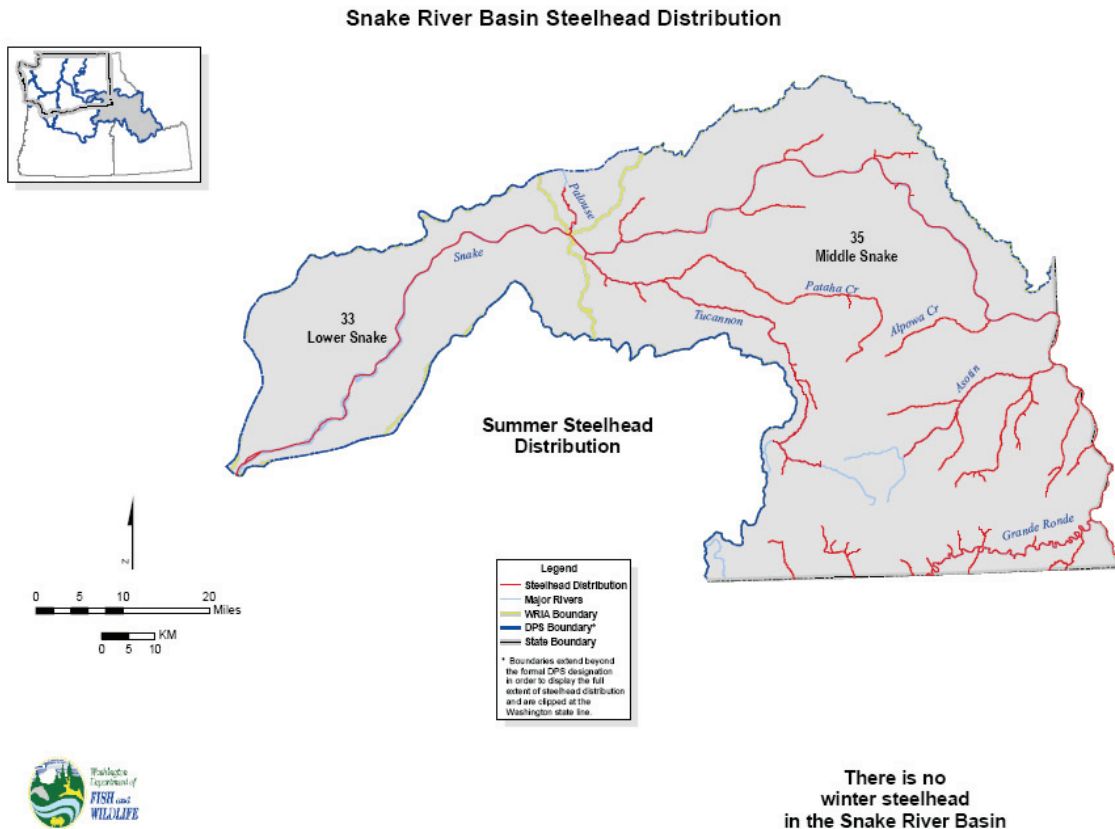 Snake River Basin Steelhead Distribution
Palouse
Snake
35
Middle Snake
33
Lower Snake
Pataha Cr
Tucannon
Alpowa Cr
Asotin
Summer Steelhead
Distribution
Grande Ronde
N
Legend
Steelhead Distribution
Major Rivers
WRIA Boundary
DPS Boundary*
State Boundary
* Boundaries extend beyond
the formal DPS designation
in order to display the full
extent of steelhead distribution
and are clipped at the
Washington state line.
0 5 10 20
Miles
KM
0 5 10
Washington
Department of
FISH and
WILDLIFE
There is no
winter steelhead
in the Snake River Basin